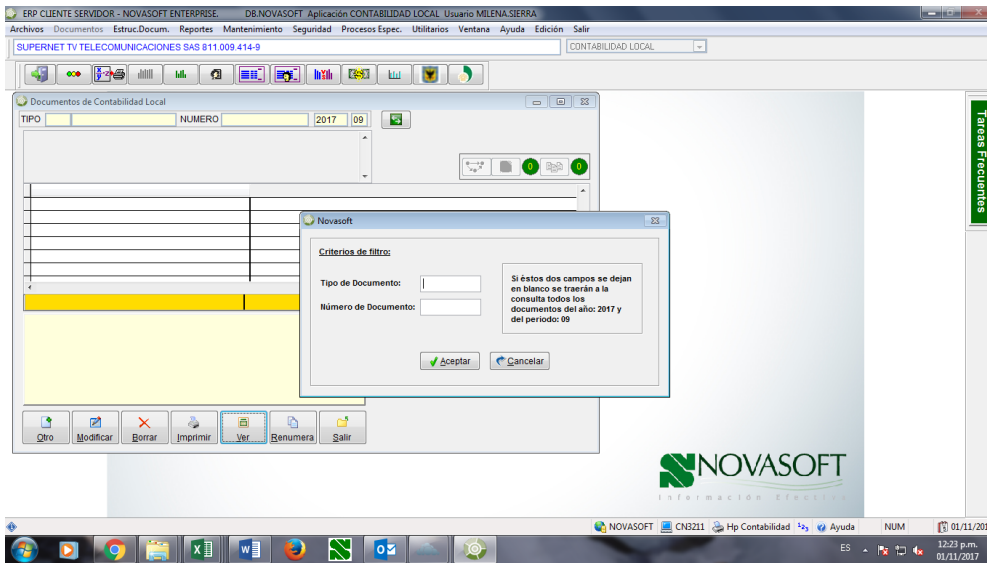 ERP CLIENTE SERVIDOR - NOVASOFT ENTERPRISE. DB.NOVASOFT Aplicación CONTABILIDAD LOCAL Usuario MILENA.SIERRA
Archivos Documentos Estruc.Docum. Reportes Mantenimiento Seguridad Procesos Espec. Utilitarios Ventana Ayuda Edición Salir
SUPERNET TV TELECOMUNICACIONES SAS 811.009.414-9 CONTABILIDAD LOCAL
Documentos de Contabilidad Local
TIPO NUMERO 2017 09
0 0
Tareas Frecuentes
Novasoft
Criterios de filtro:
Tipo de Documento:
Número de Documento:
Si éstos dos campos se dejan
en blanco se traerán a la
consulta todos los
documentos del año: 2017 y
del periodo: 09
Aceptar Cancelar
Otro Modificar Borrar Imprimir Ver Renumera Salir
NOVASOFT
Información
NOVASOFT CN3211 Hp Contabilidad Ayuda NUM 01/11/201
ES 12:23 p.m.
01/11/2017